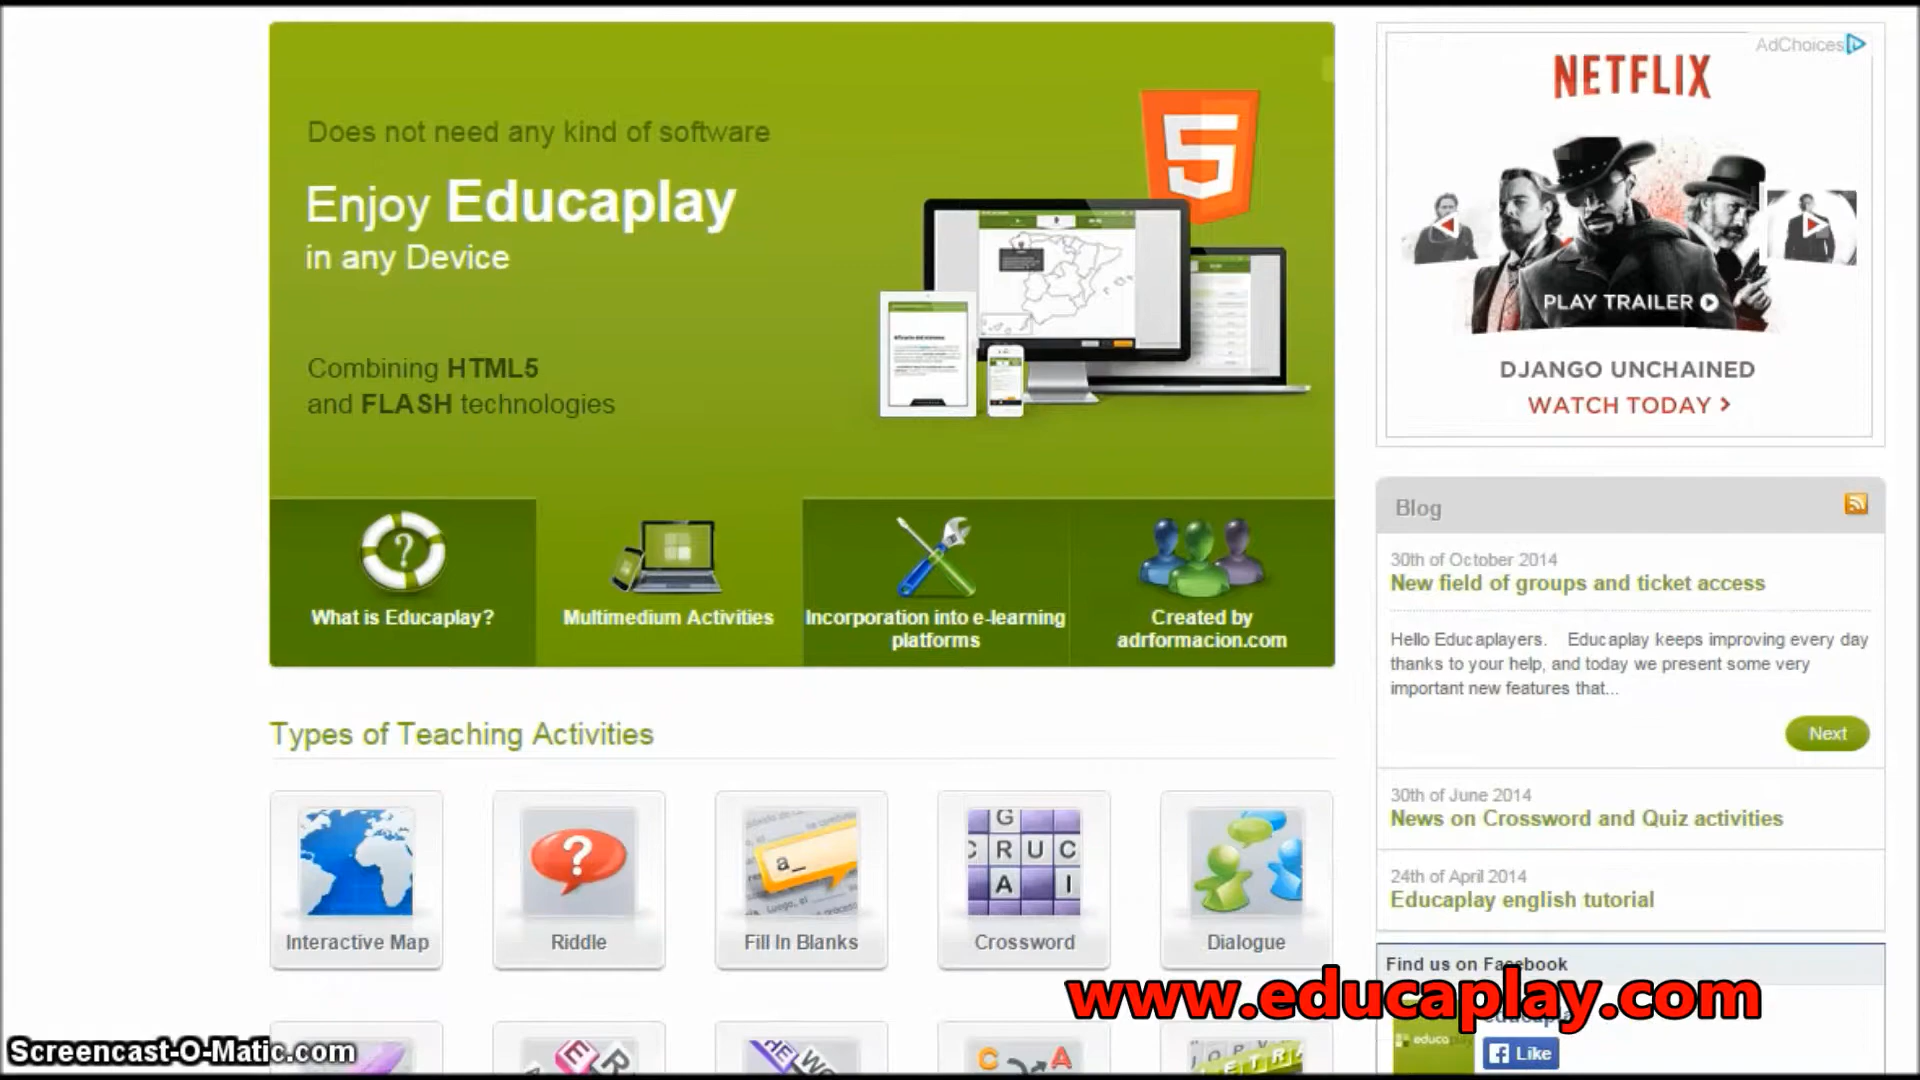 Does not need any kind of software
Enjoy Educaplay
in any Device
Combining HTML5
and FLASH technologies
5
What is Educaplay?
Multimedium Activities
Incorporation into e-learning
platforms
Created by
adrformacion.com
Types of Teaching Activities
Interactive Map
Riddle
Fill In Blanks
Crossword
Dialogue
AdChoices
NETFLIX
PLAY TRAILER
DJANGO UNCHAINED
WATCH TODAY >
Blog
30th of October 2014
New field of groups and ticket access
Hello Educaplayers. Educaplay keeps improving every day
thanks to your help, and today we present some very
important new features that...
Next
30th of June 2014
News on Crossword and Quiz activities
24th of April 2014
Educaplay english tutorial
Find us on Facebook
www.educaplay.com
Like
Screencast-O-Matic.com